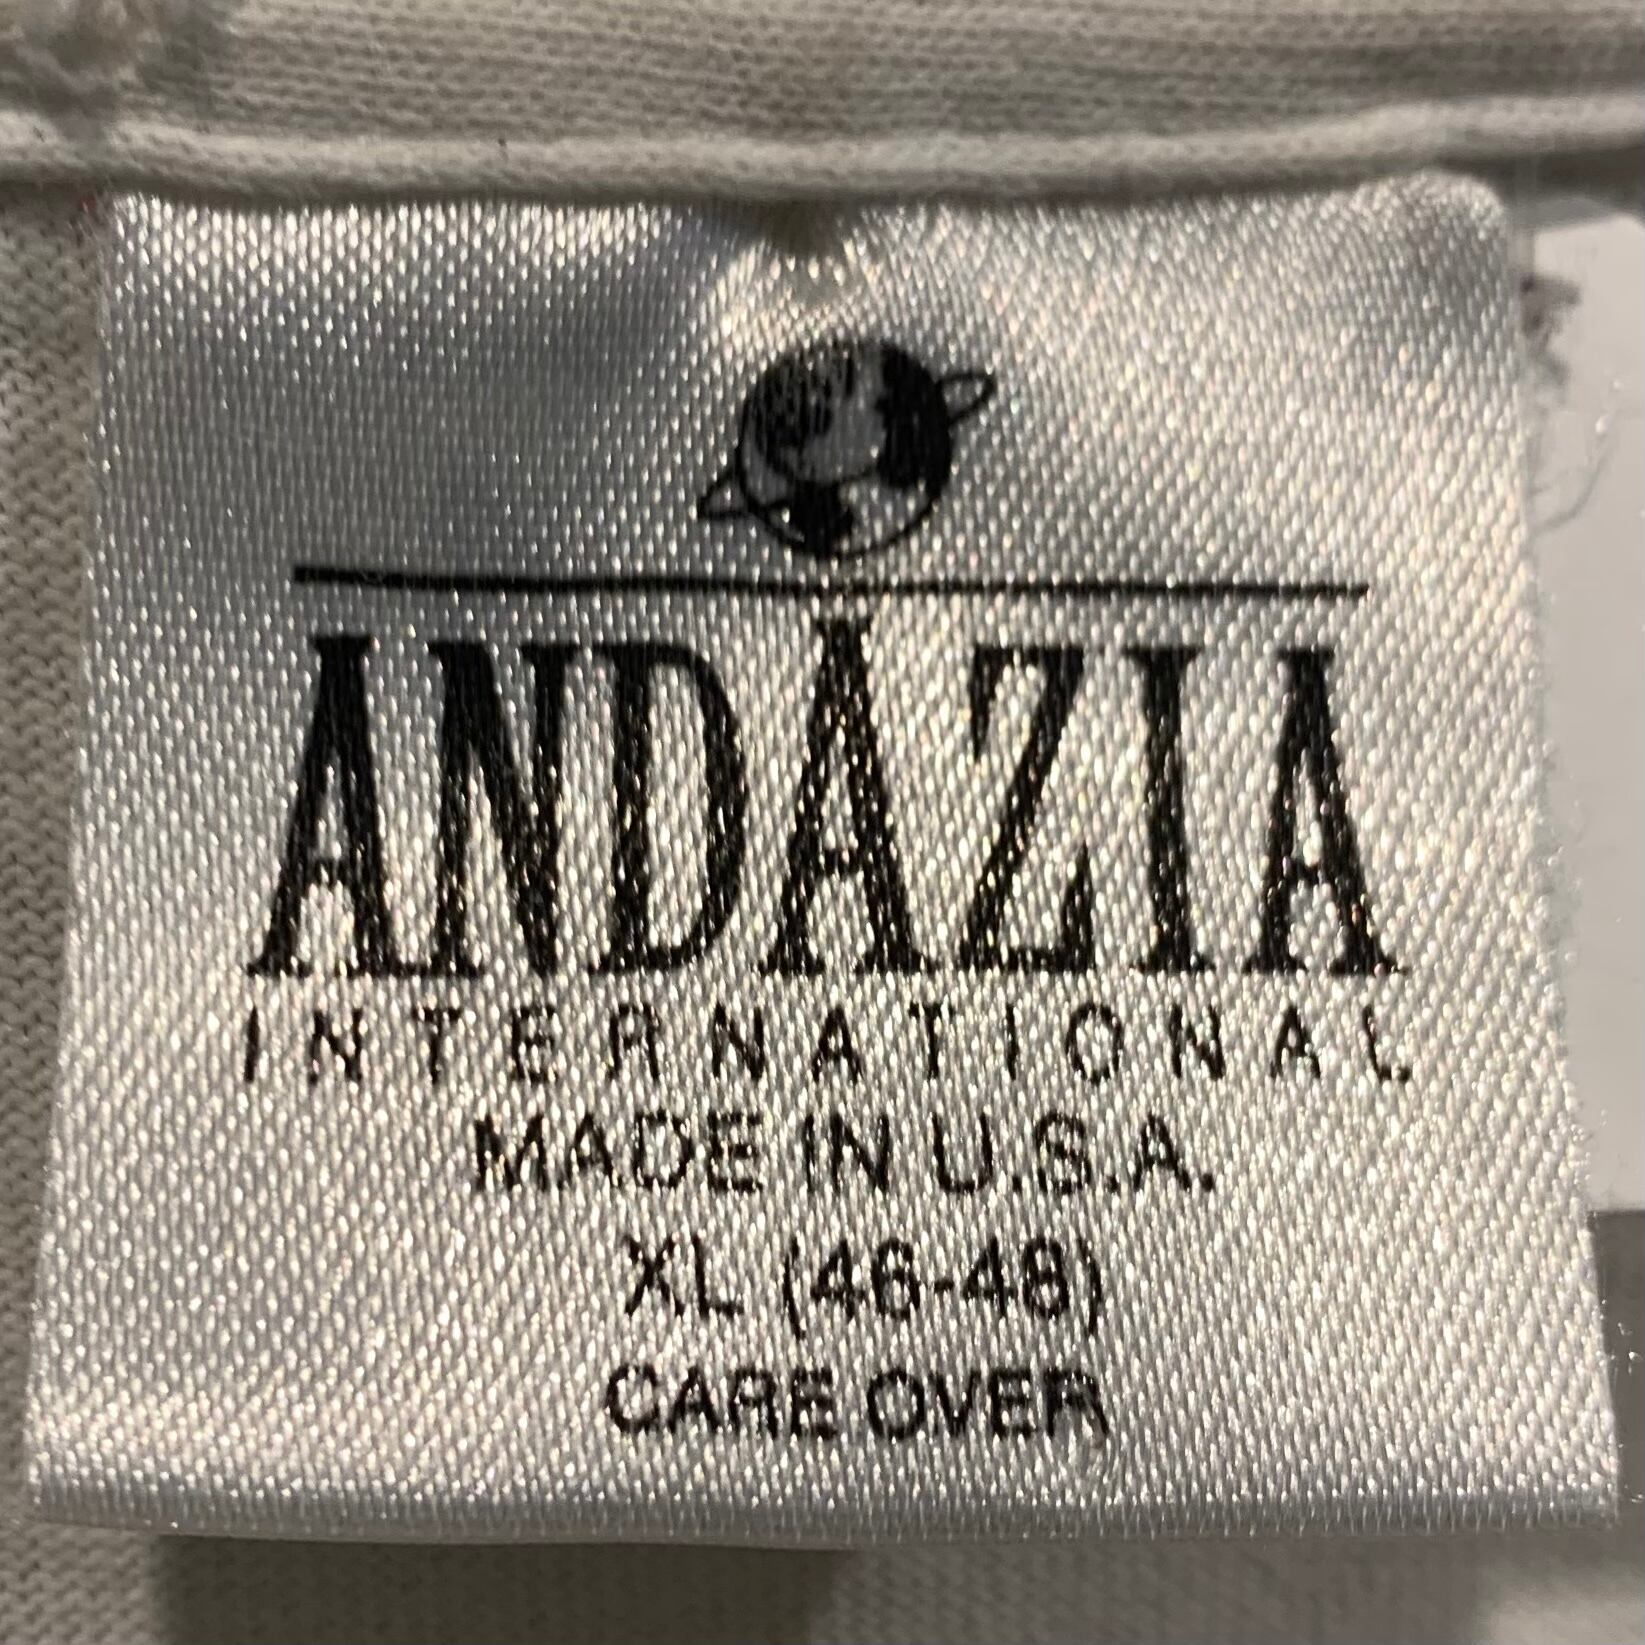 ANDAZIA
INTERNATIONAL
MADE IN U.S.A.
XL (46-48)
CARE OVER